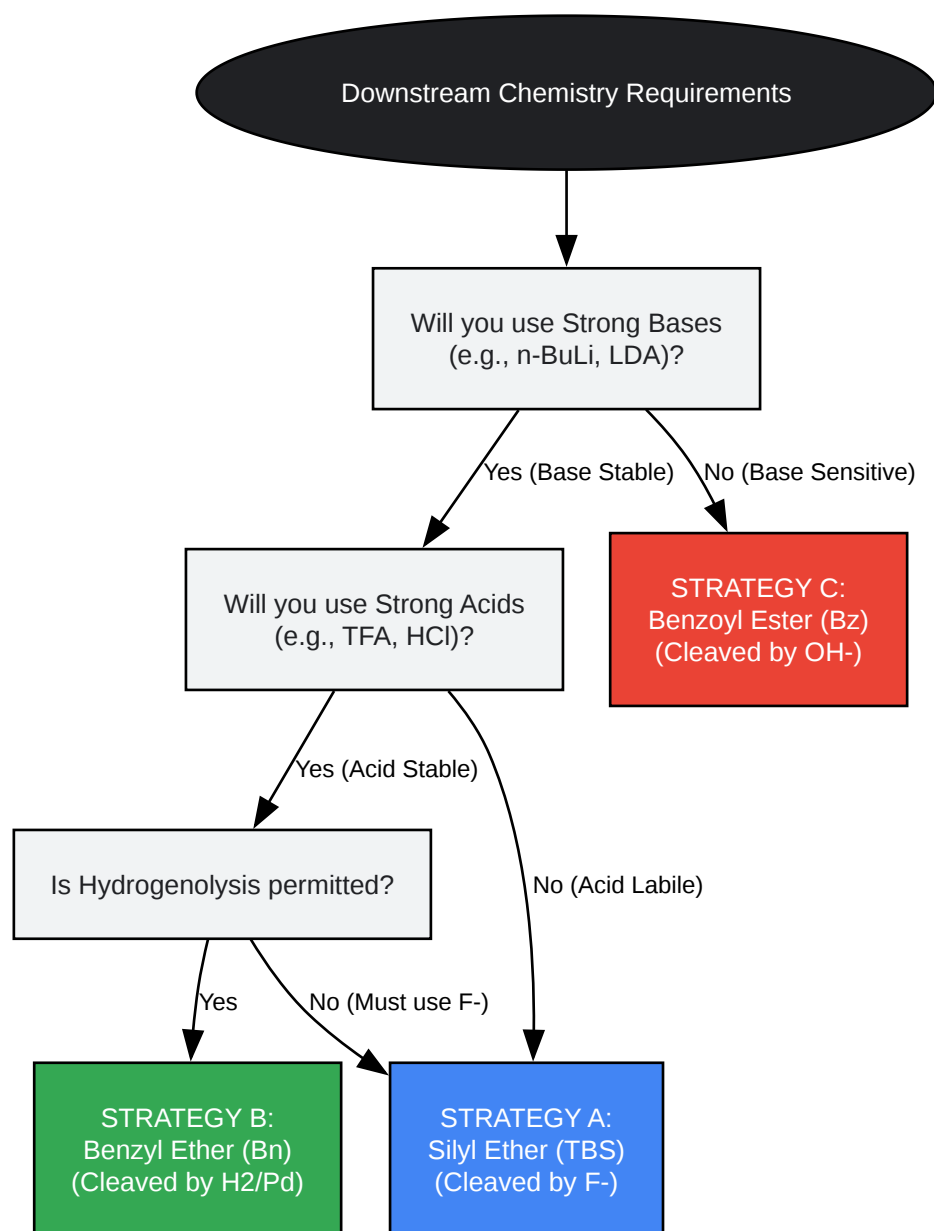 Downstream Chemistry Requirements
Will you use Strong Bases
(e.g., n-BuLi, LDA)?
Yes (Base Stable)
No (Base Sensitive)
Will you use Strong Acids
(e.g., TFA, HCl)?
STRATEGY C:
Benzoyl Ester (Bz)
(Cleaved by OH-)
Yes (Acid Stable)
Is Hydrogenolysis permitted?
No (Acid Labile)
Yes
No (Must use F-)
STRATEGY B:
Benzyl Ether (Bn)
(Cleaved by H2/Pd)
STRATEGY A:
Silyl Ether (TBS)
(Cleaved by F-)